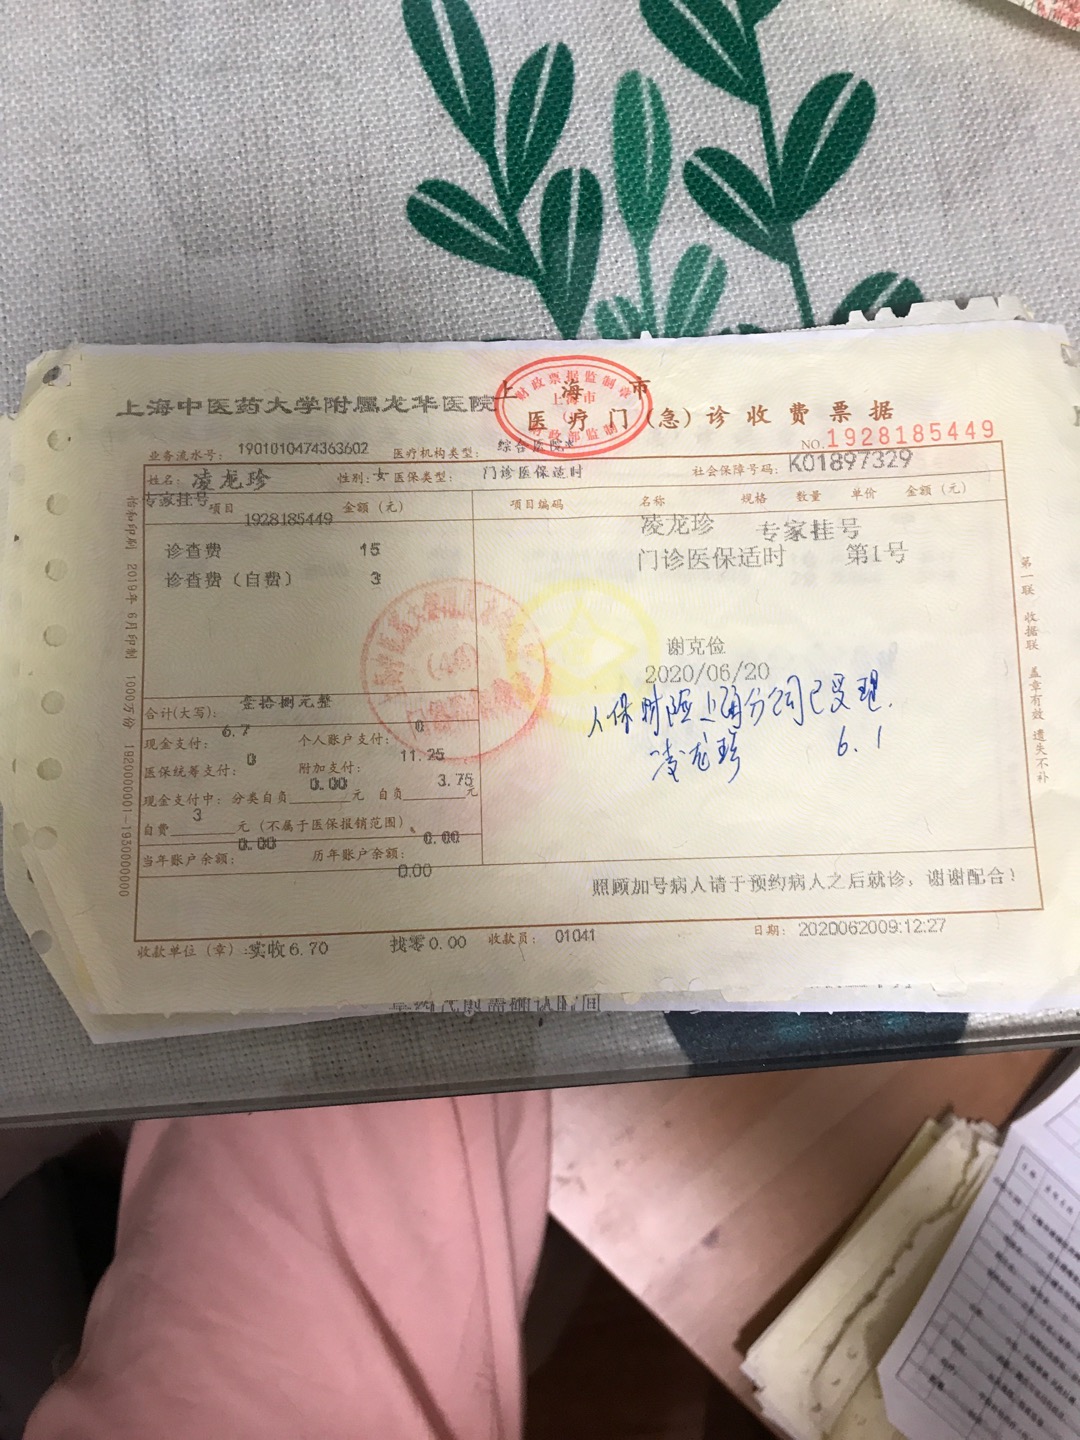 上海市
上海中医药大学附属龙华医院
医疗门(急)诊收费票据
NO.1928185449
业务流水号: 1901010474363602 医疗机构类型: 综合医院*
姓名: 凌龙珍 性别: 女 医保类型: 门诊医保适时 社会保障号码: K01897329
专家挂号
项目 金额(元) 项目编码 名称 规格 数量 单价 金额(元)
1928185449
凌龙珍 专家挂号
诊查费 15
门诊医保适时 第1号
诊查费(自费) 3
谢克俭
2020/06/20
人保财险上海分公司已受理.
凌龙珍 6.1
合计(大写): 壹拾捌元整
现金支付: 6.7 个人账户支付: 0
医保统筹支付: 0 附加支付: 11.25
现金支付中: 分类自负 0.00 元 自负 3.75 元
自费 3 元 (不属于医保报销范围)
当年账户余额: 0.00 历年账户余额: 0.00
0.00
照顾加号病人请于预约病人之后就诊, 谢谢配合!
收款单位(章): 实收6.70 找零0.00 收款员: 01041 日期: 2020062009:12:27
怡和印刷 2019年6月印制 1000万份 1920000001-1930000000
第一联 收据联 盖章有效 遗失不补
财政票据监制章
上海市
财政部监制